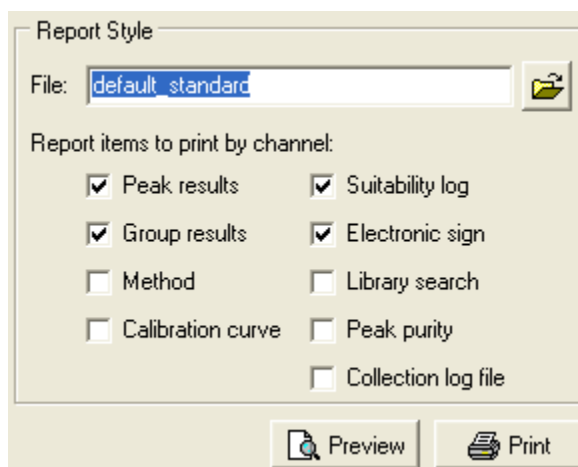 Report Style
File: default_standard
Report items to print by channel:
Peak results Suitability log
Group results Electronic sign
Method Library search
Calibration curve Peak purity
Collection log file
Preview Print